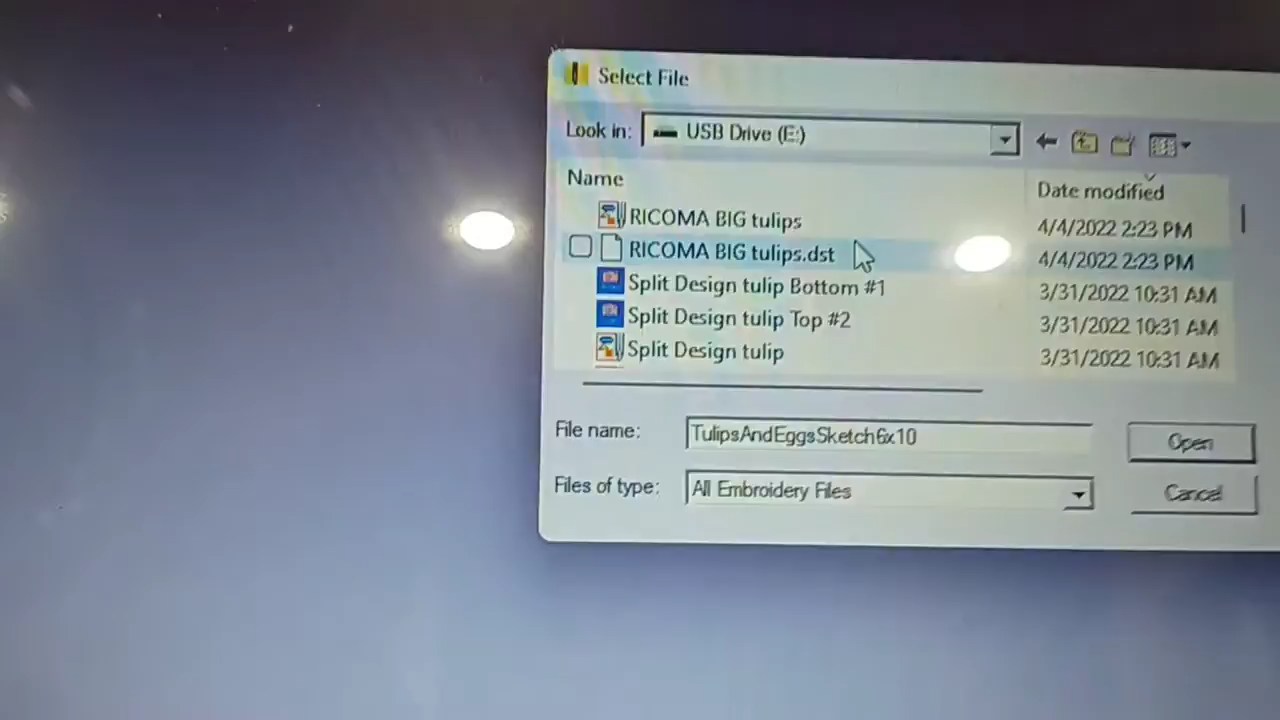 Select File
Look in: USB Drive (E:)
Name Date modified
RICOMA BIG tulips 4/4/2022 2:23 PM
RICOMA BIG tulips.dst 4/4/2022 2:23 PM
Split Design tulip Bottom #1 3/31/2022 10:31 AM
Split Design tulip Top #2 3/31/2022 10:31 AM
Split Design tulip 3/31/2022 10:31 AM
File name: TulipsAndEggsSketch6x10 Open
Files of type: All Embroidery Files Cancel